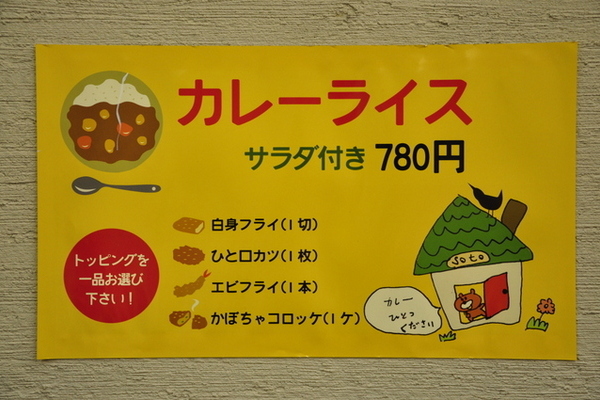 カレーライス
サラダ付き 780円
トッピングを
一品お選び
下さい!
白身フライ(1切)
ひと口カツ(1枚)
エビフライ(1本)
かぼちゃコロッケ(1ケ)
soto
カレー
ひとつ
ください